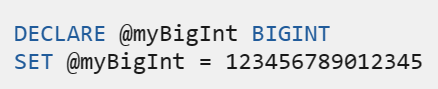 DECLARE @myBigInt BIGINT
SET @myBigInt = 123456789012345